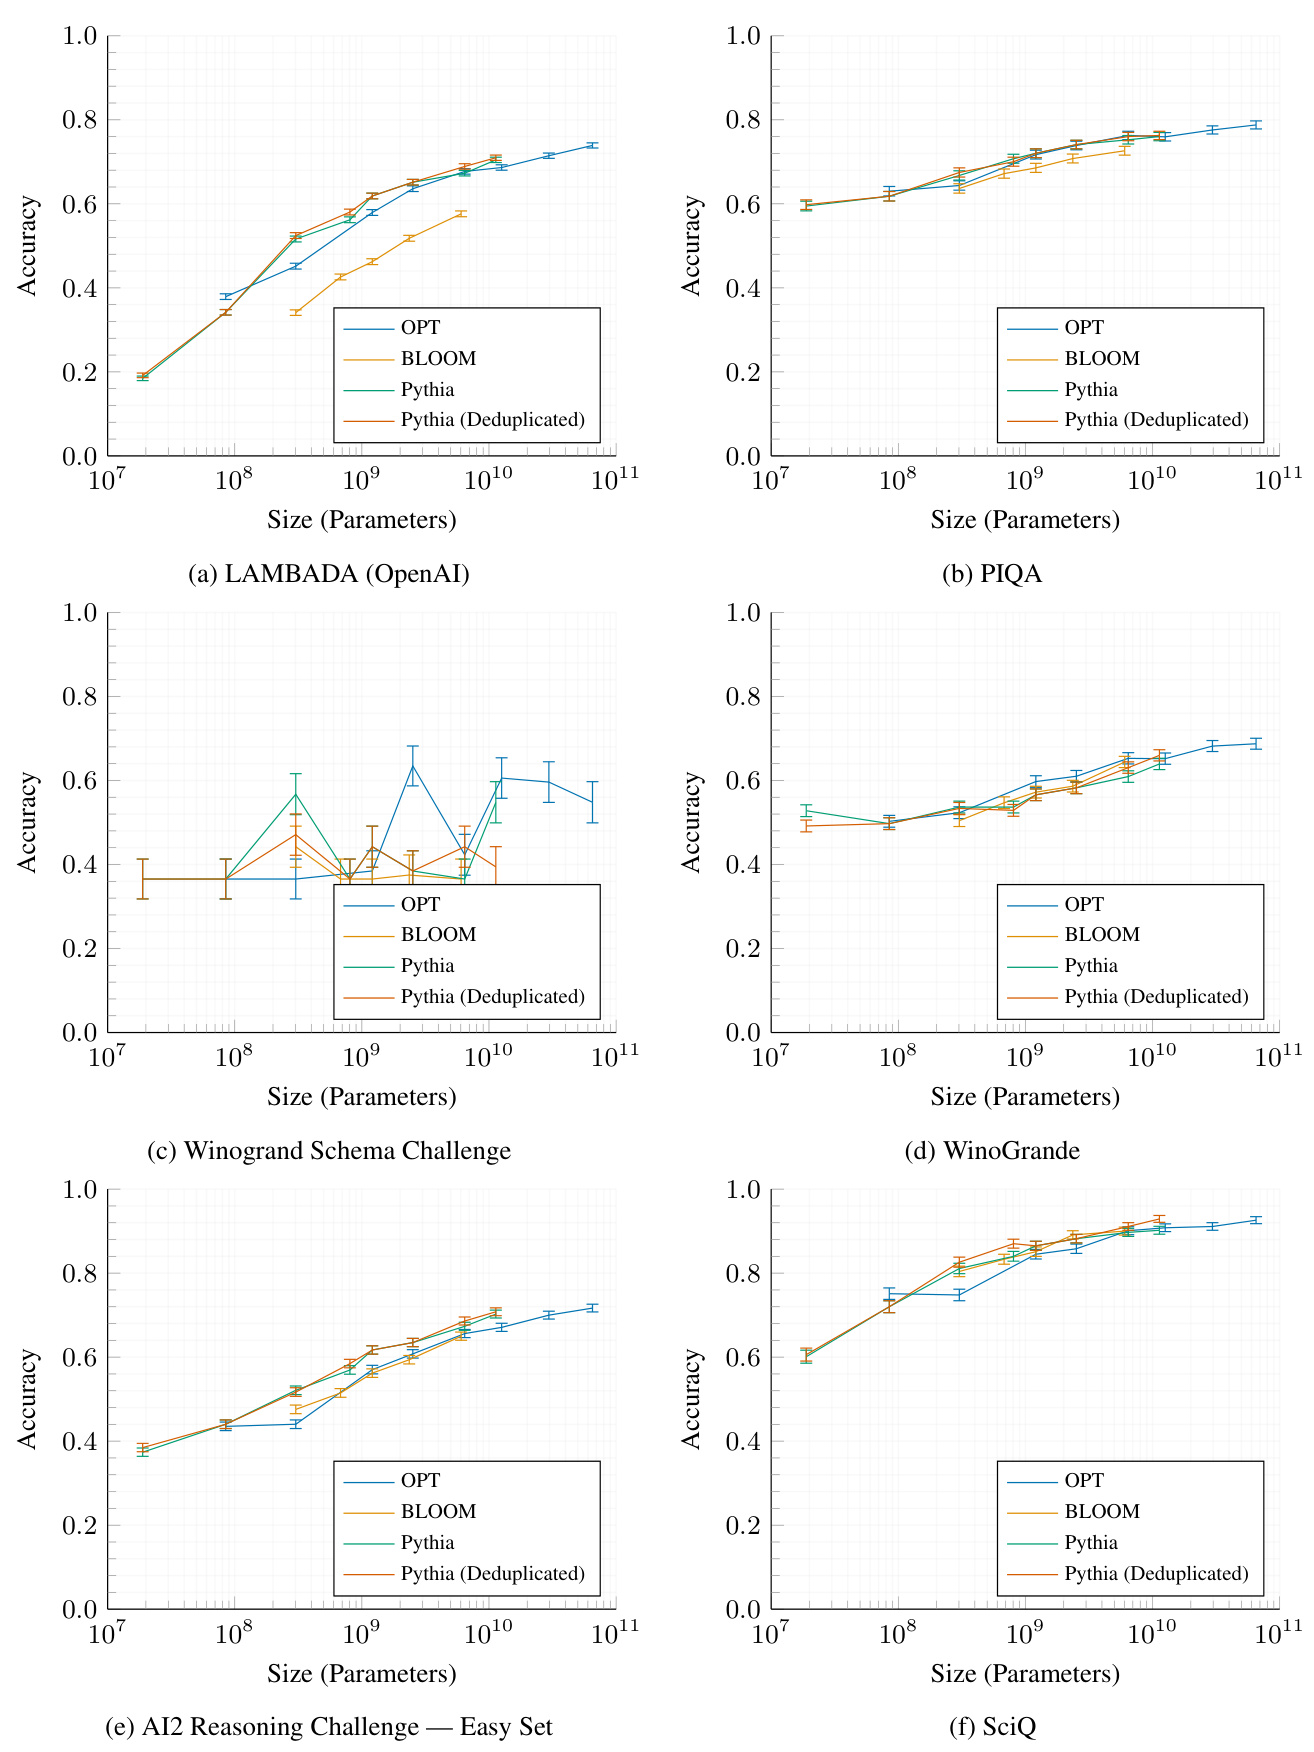 1.0
0.8
0.6
0.4
0.2
0.0
Accuracy
10^7 10^8 10^9 10^10 10^11
Size (Parameters)
OPT
BLOOM
Pythia
Pythia (Deduplicated)
(a) LAMBADA (OpenAI)
1.0
0.8
0.6
0.4
0.2
0.0
Accuracy
10^7 10^8 10^9 10^10 10^11
Size (Parameters)
OPT
BLOOM
Pythia
Pythia (Deduplicated)
(b) PIQA
1.0
0.8
0.6
0.4
0.2
0.0
Accuracy
10^7 10^8 10^9 10^10 10^11
Size (Parameters)
OPT
BLOOM
Pythia
Pythia (Deduplicated)
(c) Winogrand Schema Challenge
1.0
0.8
0.6
0.4
0.2
0.0
Accuracy
10^7 10^8 10^9 10^10 10^11
Size (Parameters)
OPT
BLOOM
Pythia
Pythia (Deduplicated)
(d) WinoGrande
1.0
0.8
0.6
0.4
0.2
0.0
Accuracy
10^7 10^8 10^9 10^10 10^11
Size (Parameters)
OPT
BLOOM
Pythia
Pythia (Deduplicated)
(e) AI2 Reasoning Challenge — Easy Set
1.0
0.8
0.6
0.4
0.2
0.0
Accuracy
10^7 10^8 10^9 10^10 10^11
Size (Parameters)
OPT
BLOOM
Pythia
Pythia (Deduplicated)
(f) SciQ